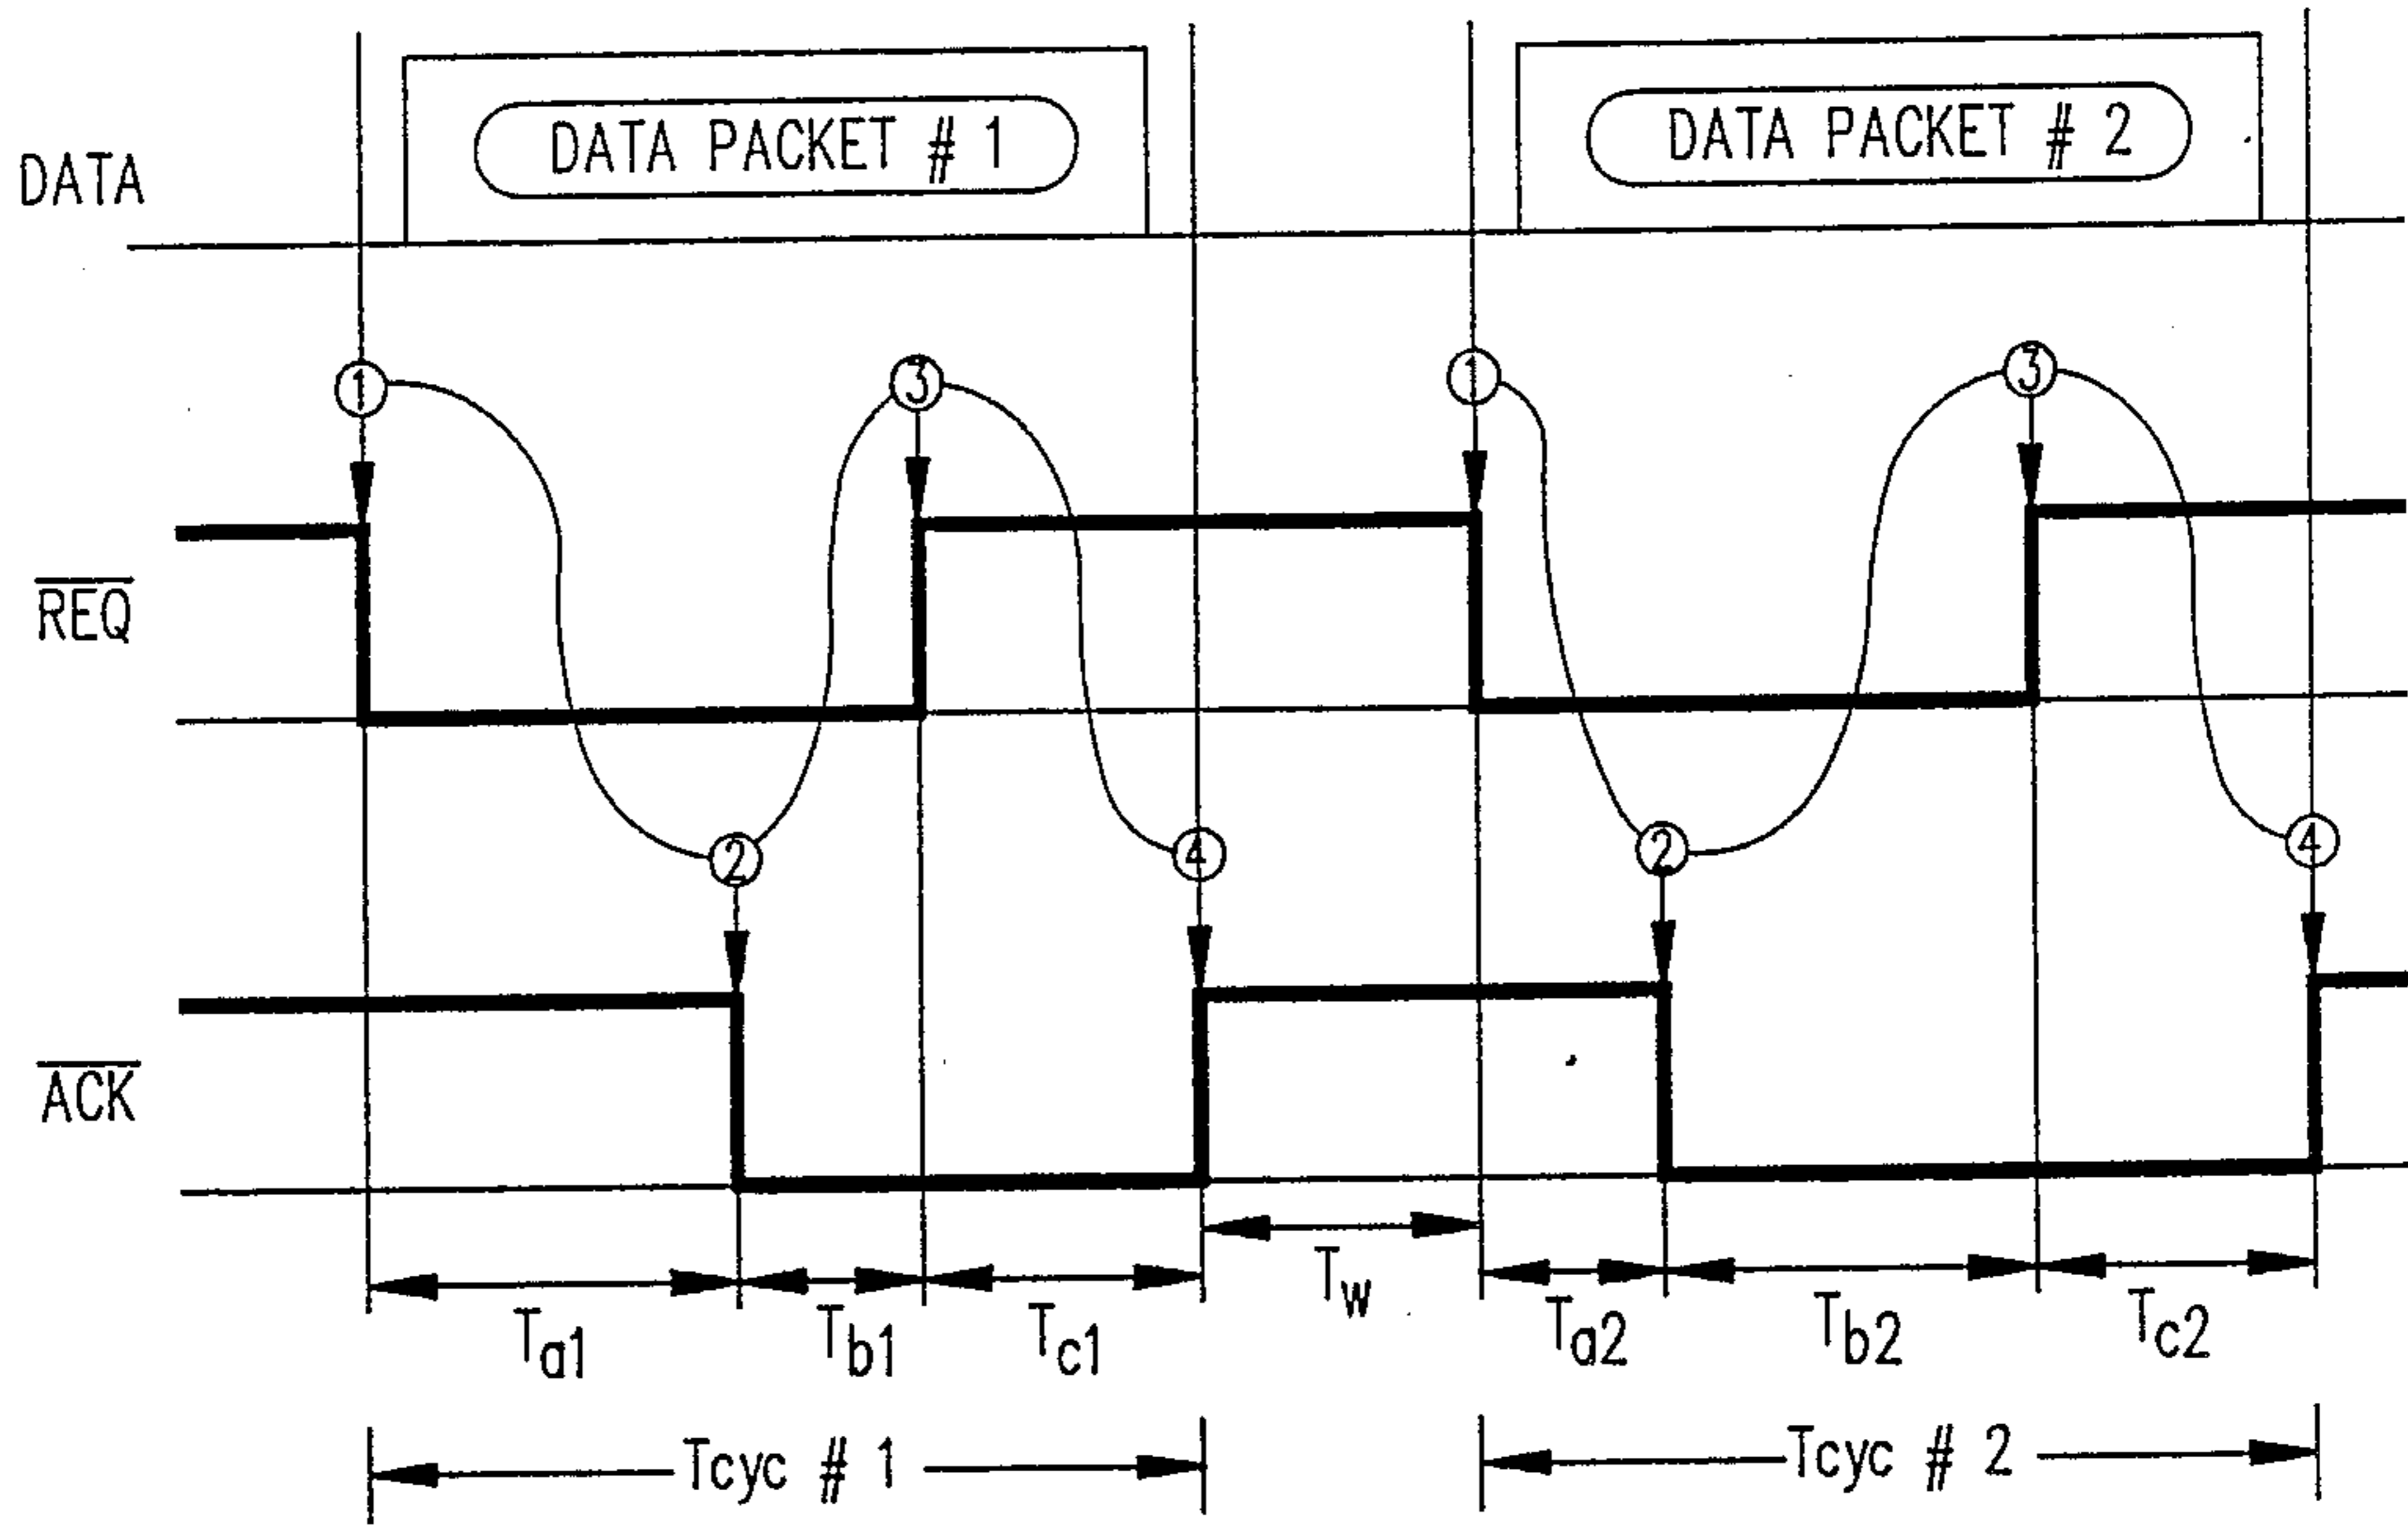 DATA
DATA PACKET # 1
DATA PACKET # 2
1
3
1
3
REQ
2
4
2
4
ACK
Ta1
Tb1
Tc1
Tw
Ta2
Tb2
Tc2
Tcyc # 1
Tcyc # 2